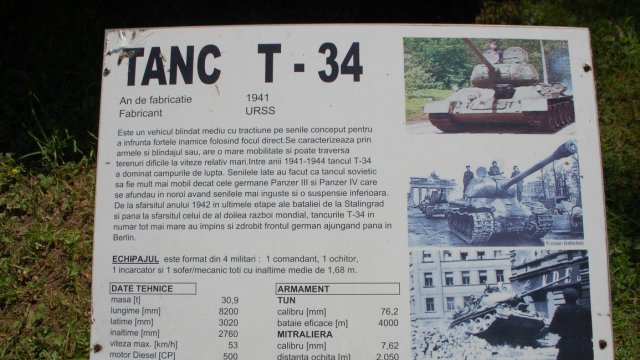 TANC T - 34
An de fabricatie 1941
Fabricant URSS
Este un vehicul blindat mediu cu tractiune pe senile conceput pentru
a infrunta fortele inamice folosind focul direct.Se caracterizeaza prin
armele si blindajul sau, are o mare mobilitate si poate traversa
terenuri dificile la viteze relativ mari.Intre anii 1941-1944 tancul T-34
a dominat campurile de lupta. Senilele late au facut ca tancul sovietic
sa fie mult mai mobil decat cele germane Panzer III si Panzer IV care
se afundau in noroi avand senilele mai inguste si o suspensie inferioara.
De la sfarsitul anului 1942 in ultimele etape ale bataliei de la Stalingrad
si pana la sfarsitul celui de al doilea razboi mondial, tancurile T-34 in
numar tot mai mare au impins si zdrobit frontul german ajungand pana in
Berlin.
ECHIPAJUL este format din 4 militari : 1 comandant, 1 ochitor,
1 incarcator si 1 sofer/mecanic toti cu inaltime medie de 1,68 m.
DATE TEHNICE
masa [t] 30,9
lungime [mm] 8200
latime [mm] 3020
inaltime [mm] 2760
viteza max. [km/h] 53
motor Diesel [CP] 500
ARMAMENT
TUN
calibru [mm] 76,2
bataie eficace [m] 4000
MITRALIERA
calibru [mm] 7,62
distanta ochita [m] 2.050
Russian Battlefield